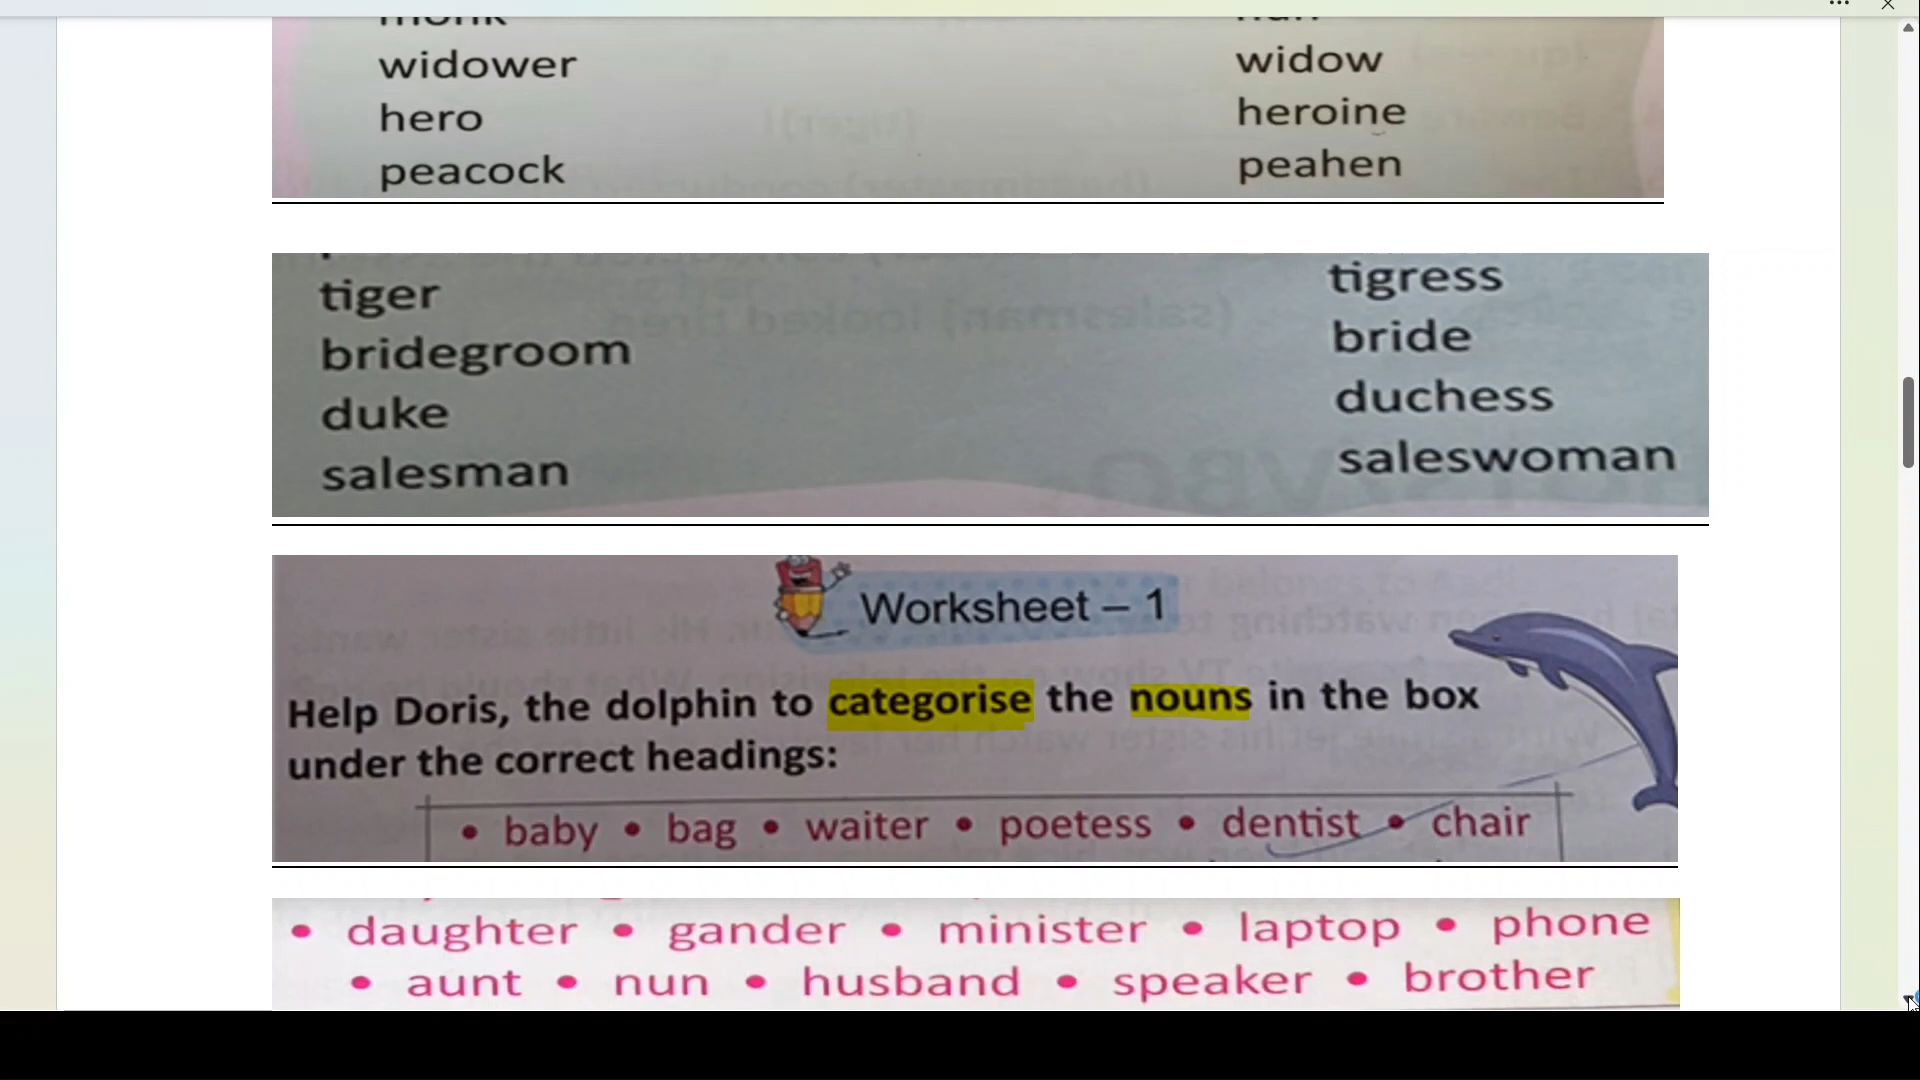 monk nun
widower widow
hero heroine
peacock peahen
tiger tigress
bridegroom bride
duke duchess
salesman saleswoman
Worksheet – 1
Help Doris, the dolphin to categorise the nouns in the box
under the correct headings:
• baby • bag • waiter • poetess • dentist • chair
• daughter • gander • minister • laptop • phone
• aunt • nun • husband • speaker • brother